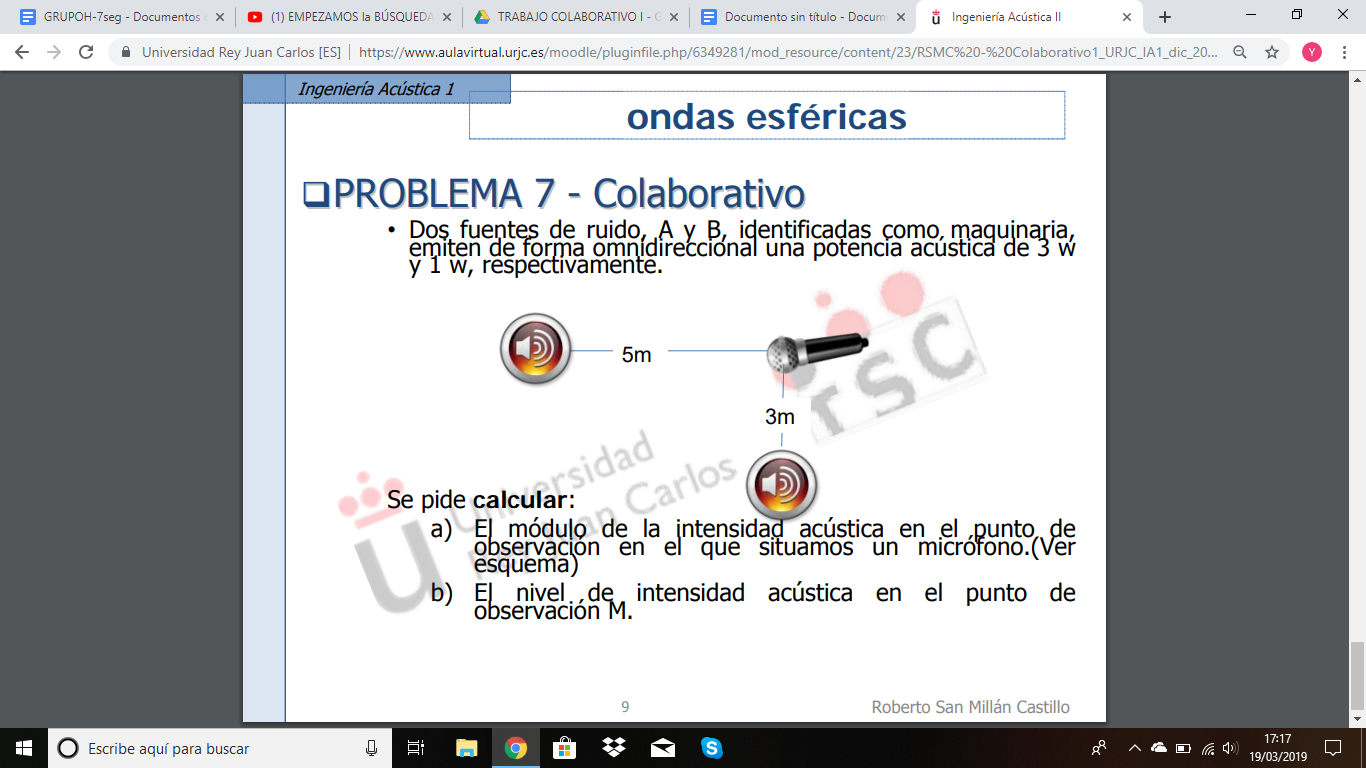 GRUPOH-7seg - Documentos
(1) EMPEZAMOS la BÚSQUEDA
TRABAJO COLABORATIVO I - G
Documento sin título - Docum
Ingeniería Acústica II
Universidad Rey Juan Carlos [ES]
https://www.aulavirtual.urjc.es/moodle/pluginfile.php/6349281/mod_resource/content/23/RSMC%20-%20Colaborativo1_URJC_IA1_dic_20...
Y
Ingeniería Acústica 1
ondas esféricas
PROBLEMA 7 - Colaborativo
• Dos fuentes de ruido, A y B, identificadas como maquinaria,
emiten de forma omnidireccional una potencia acústica de 3 w
y 1 w, respectivamente.
5m
3m
rsc
Universidad
Rey Juan Carlos
Se pide calcular:
a) El módulo de la intensidad acústica en el punto de
observación en el que situamos un micrófono.(Ver
esquema)
b) El nivel de intensidad acústica en el punto de
observación M.
9
Roberto San Millán Castillo
Escribe aquí para buscar
17:17
19/03/2019